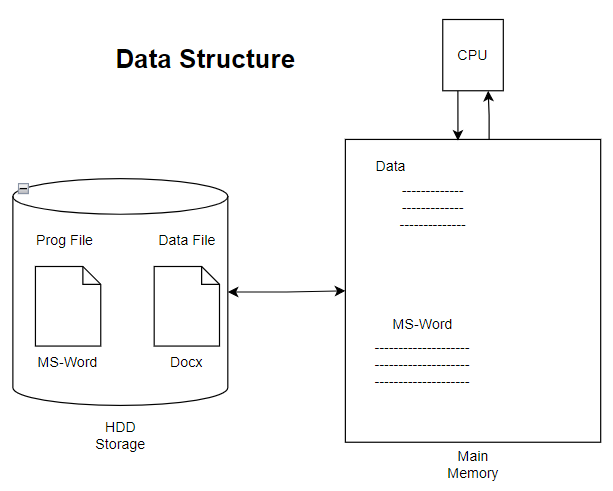 Data Structure
CPU
Data
-------------
-------------
--------------
Prog File
Data File
MS-Word
Docx
MS-Word
--------------------
--------------------
--------------------
HDD
Storage
Main
Memory